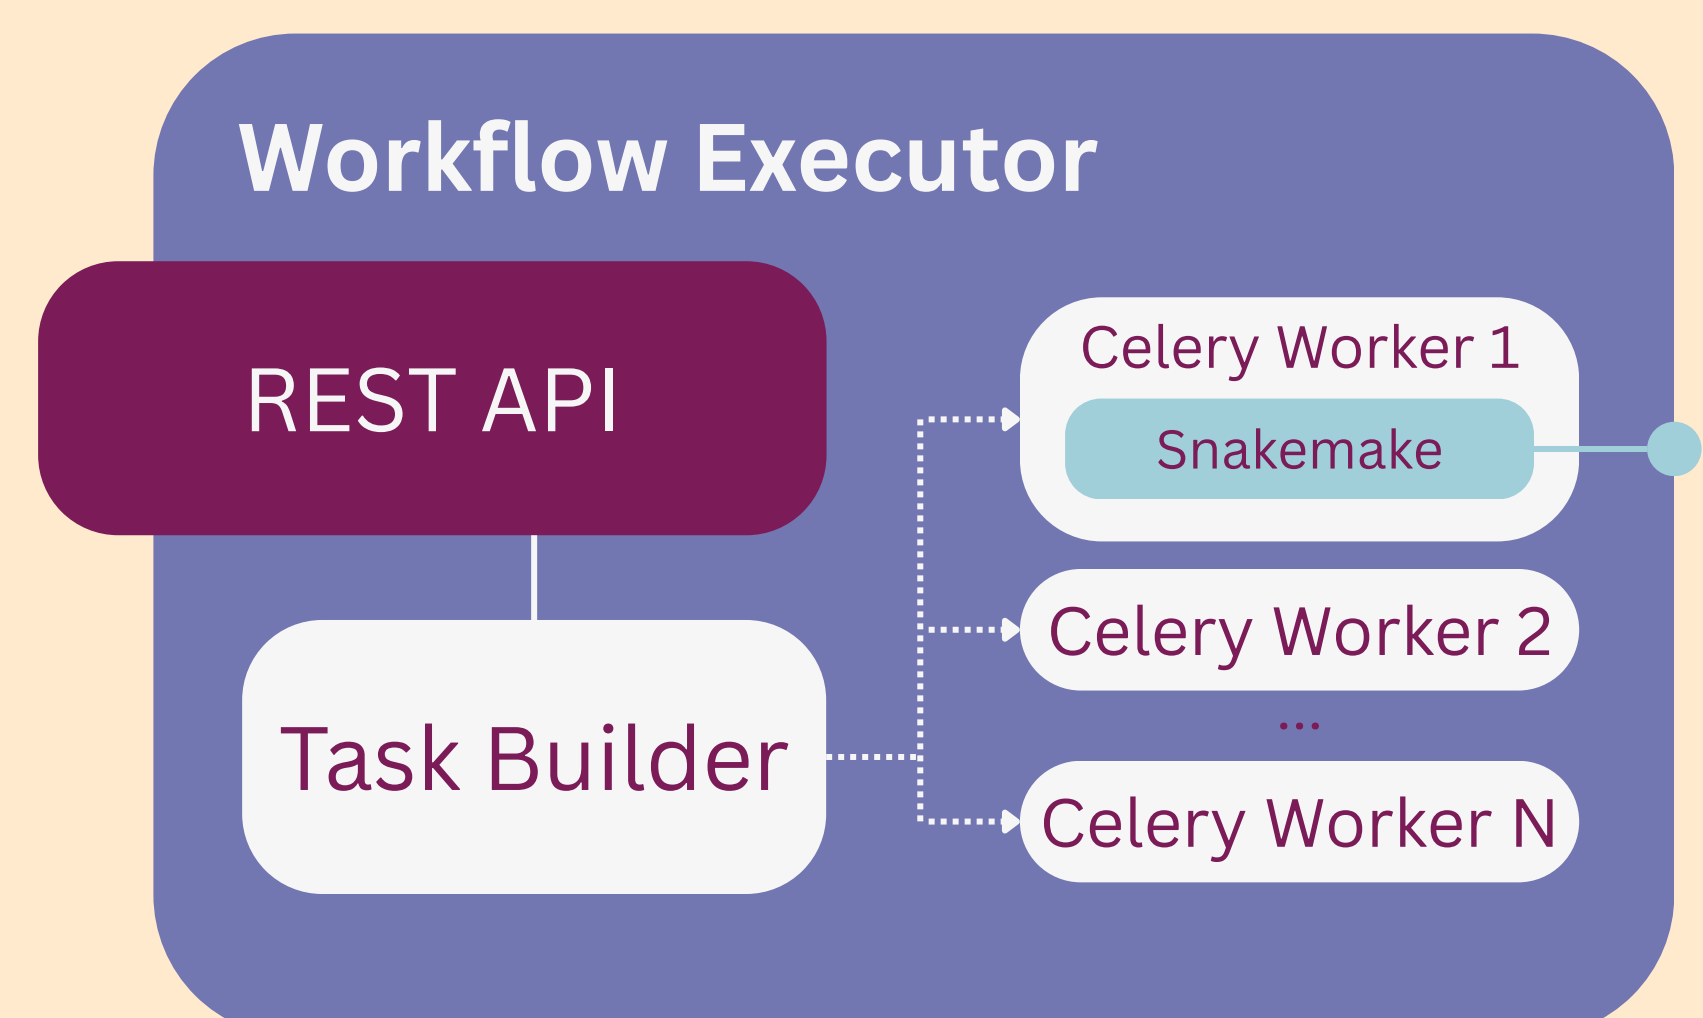 Workflow Executor
REST API
Task Builder
Celery Worker 1
Snakemake
Celery Worker 2
...
Celery Worker N